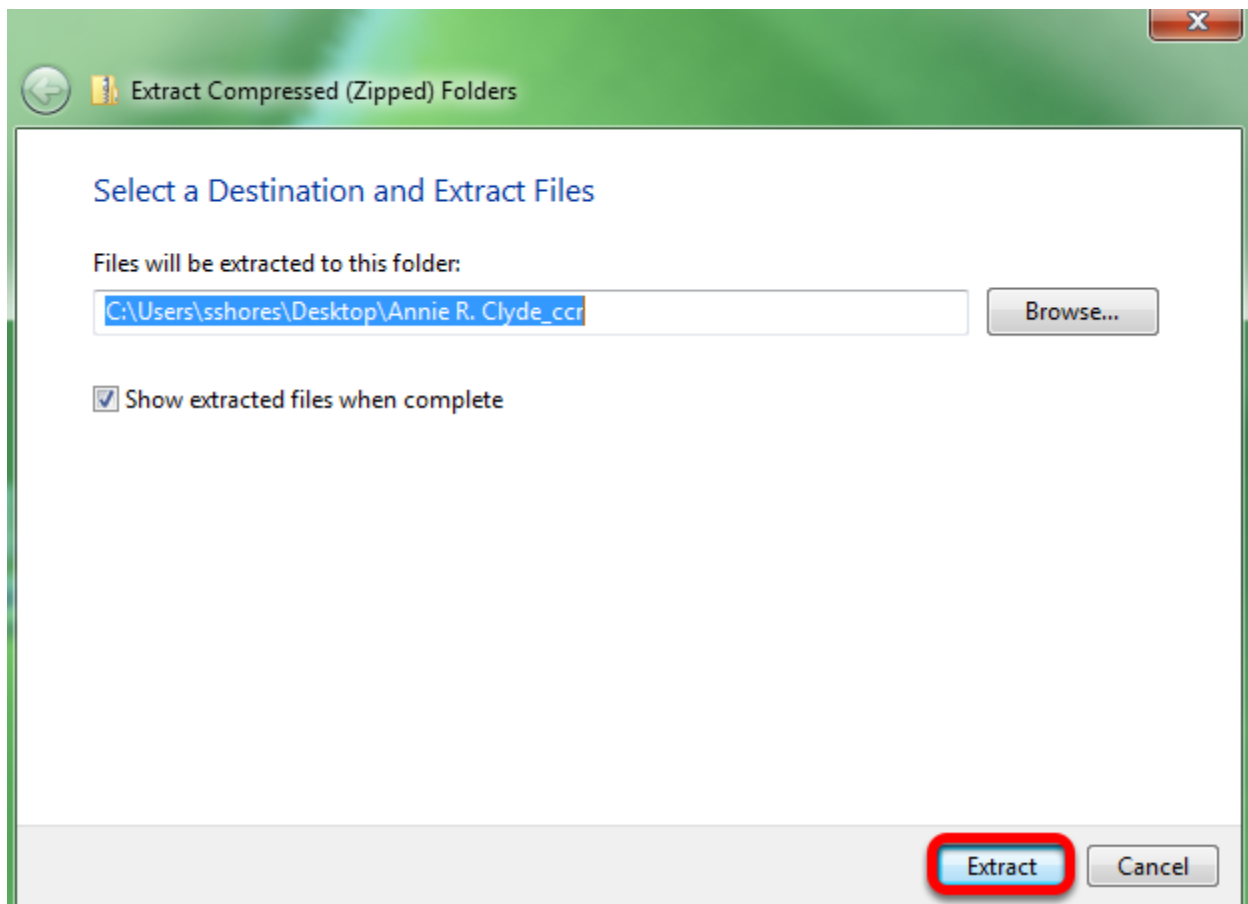 Extract Compressed (Zipped) Folders
Select a Destination and Extract Files
Files will be extracted to this folder:
C:\Users\sshores\Desktop\Annie R. Clyde_ccr
Browse...
Show extracted files when complete
Extract
Cancel